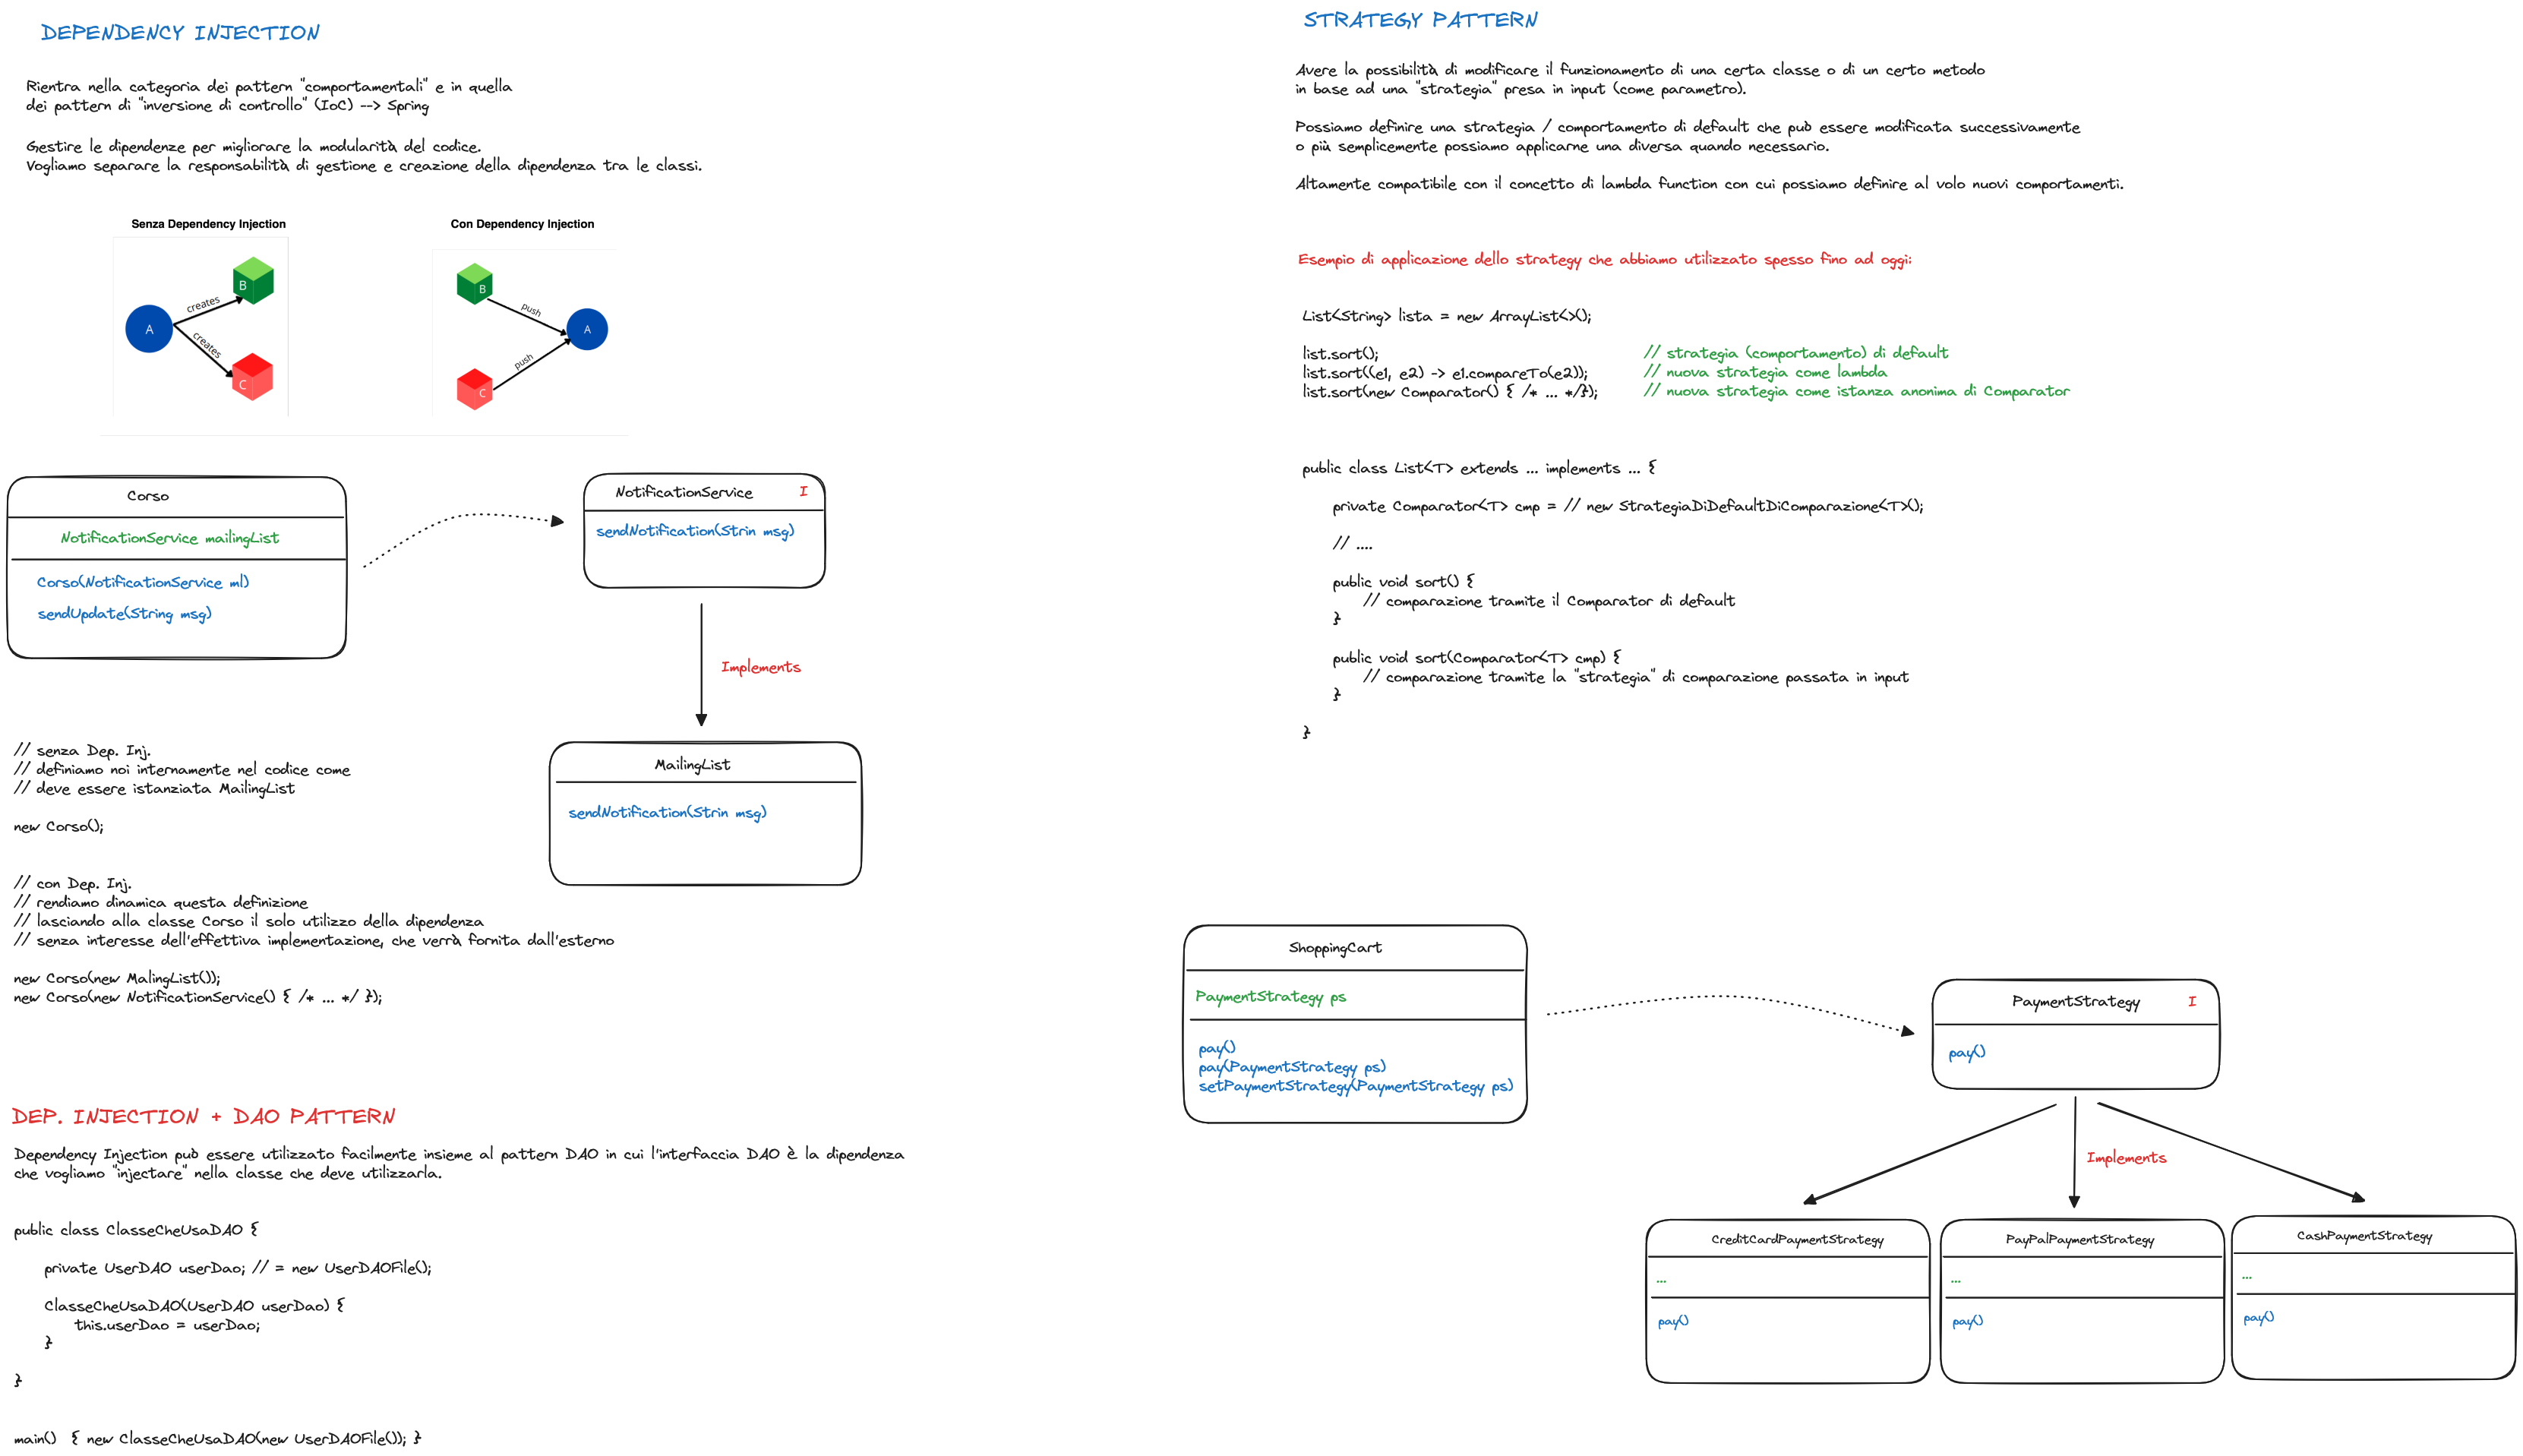 DEPENDENCY INJECTION
Rientra nella categoria dei pattern "comportamentali" e in quella
dei pattern di "inversione di controllo" (IoC) --> Spring
Gestire le dipendenze per migliorare la modularità del codice.
Vogliamo separare la responsabilità di gestione e creazione della dipendenza tra le classi.
Senza Dependency Injection
Con Dependency Injection
A
creates
creates
B
C
B
C
push
push
A
Corso
NotificationService mailingList
Corso(NotificationService ml)
sendUpdate(String msg)
NotificationService I
sendNotification(Strin msg)
Implements
MailingList
sendNotification(Strin msg)
// senza Dep. Inj.
// definiamo noi internamente nel codice come
// deve essere istanziata MailingList
new Corso();
// con Dep. Inj.
// rendiamo dinamica questa definizione
// lasciando alla classe Corso il solo utilizzo della dipendenza
// senza interesse dell'effettiva implementazione, che verrà fornita dall'esterno
new Corso(new MalingList());
new Corso(new NotificationService() { /* ... */ });
DEP. INJECTION + DAO PATTERN
Dependency Injection può essere utilizzato facilmente insieme al pattern DAO in cui l'interfaccia DAO è la dipendenza
che vogliamo "injectare" nella classe che deve utilizzarla.
public class ClasseCheUsaDAO {
private UserDAO userDao; // = new UserDAOFile();
ClasseCheUsaDAO(UserDAO userDao) {
this.userDao = userDao;
}
}
main() { new ClasseCheUsaDAO(new UserDAOFile()); }
STRATEGY PATTERN
Avere la possibilità di modificare il funzionamento di una certa classe o di un certo metodo
in base ad una "strategia" presa in input (come parametro).
Possiamo definire una strategia / comportamento di default che può essere modificata successivamente
o più semplicemente possiamo applicarne una diversa quando necessario.
Altamente compatibile con il concetto di lambda function con cui possiamo definire al volo nuovi comportamenti.
Esempio di applicazione dello strategy che abbiamo utilizzato spesso fino ad oggi:
List<String> lista = new ArrayList<>();
list.sort(); // strategia (comportamento) di default
list.sort((e1, e2) -> e1.compareTo(e2)); // nuova strategia come lambda
list.sort(new Comparator() { /* ... */}); // nuova strategia come istanza anonima di Comparator
public class List<T> extends ... implements ... {
private Comparator<T> cmp = // new StrategiaDiDefaultDiComparazione<T>();
// ....
public void sort() {
// comparazione tramite il Comparator di default
}
public void sort(Comparator<T> cmp) {
// comparazione tramite la "strategia" di comparazione passata in input
}
}
ShoppingCart
PaymentStrategy ps
pay()
pay(PaymentStrategy ps)
setPaymentStrategy(PaymentStrategy ps)
PaymentStrategy I
pay()
Implements
CreditCardPaymentStrategy
...
pay()
PayPalPaymentStrategy
...
pay()
CashPaymentStrategy
...
pay()